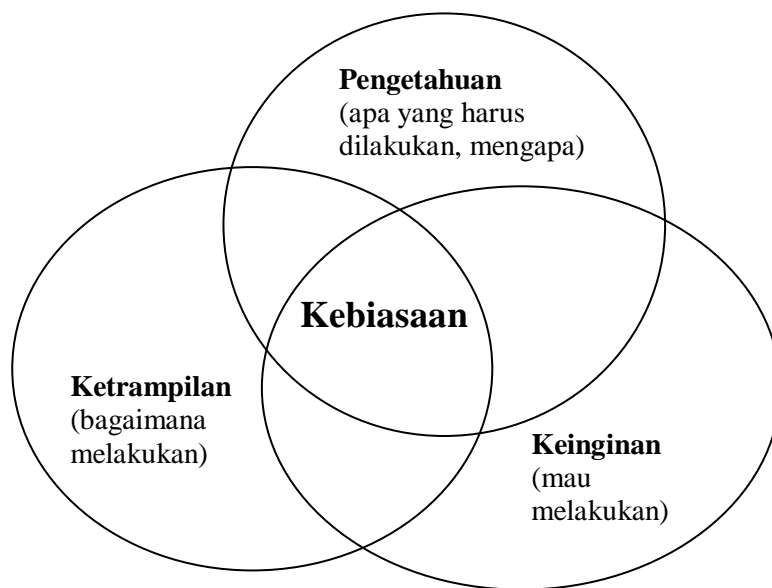 Pengetahuan
(apa yang harus
dilakukan, mengapa)
Kebiasaan
Ketrampilan
(bagaimana
melakukan)
Keinginan
(mau
melakukan)